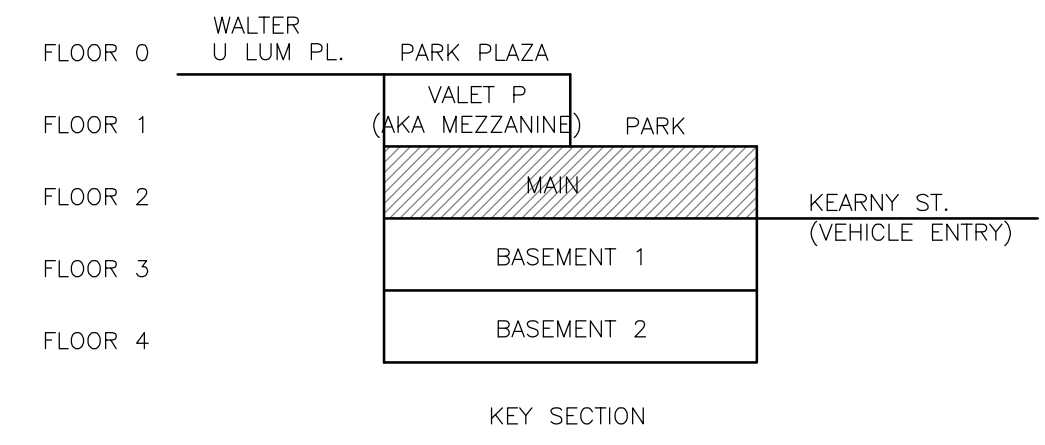 WALTER
U LUM PL.
FLOOR 0
PARK PLAZA
VALET P
(AKA MEZZANINE)
FLOOR 1
PARK
MAIN
FLOOR 2
KEARNY ST.
(VEHICLE ENTRY)
BASEMENT 1
FLOOR 3
BASEMENT 2
FLOOR 4
KEY SECTION